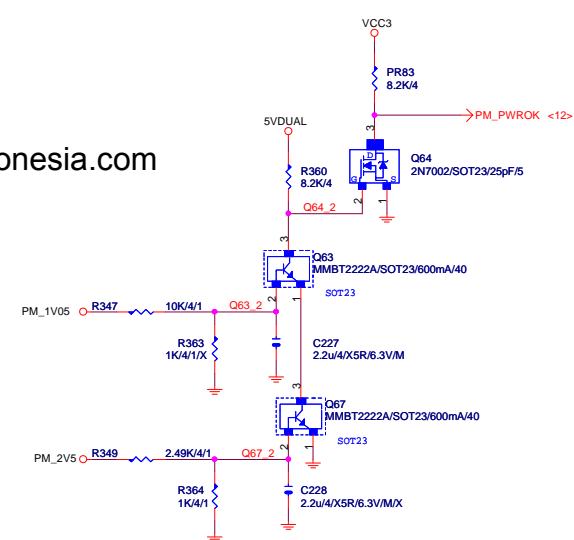 VCC3
PR83
8.2K/4
PM_PWROK <12>
5VDUAL
onesia.com
3
D
Q64
2N7002/SOT23/25pF/5
R360
8.2K/4
G
S
Q64_2
2
1
3
Q63
MMBT2222A/SOT23/600mA/40
SOT23
2
1
PM_1V05
R347
10K/4/1
Q63_2
R363
1K/4/1/X
C227
2.2u/4/X5R/6.3V/M
3
Q67
MMBT2222A/SOT23/600mA/40
SOT23
2
1
PM_2V5
R349
2.49K/4/1
Q67_2
R364
1K/4/1
C228
2.2u/4/X5R/6.3V/M/X